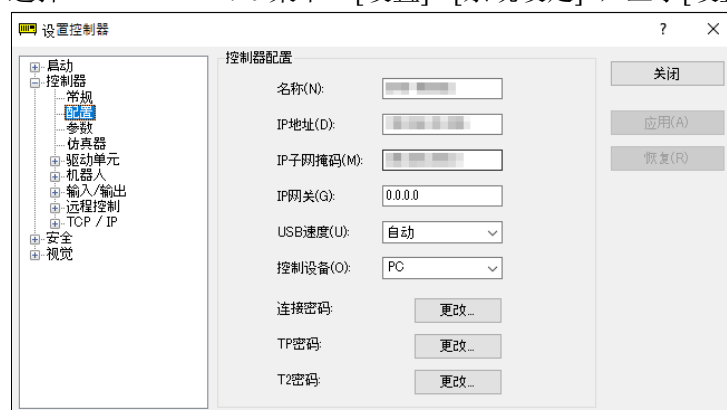 设置控制器
? ×
启动
控制器
常规
配置
参数
仿真器
驱动单元
机器人
输入/输出
远程控制
TCP / IP
安全
视觉
控制器配置
名称(N):
IP地址(D):
IP子网掩码(M):
IP网关(G): 0.0.0.0
USB速度(U): 自动
控制设备(O): PC
连接密码: 更改...
TP密码: 更改...
T2密码: 更改...
关闭
应用(A)
恢复(R)